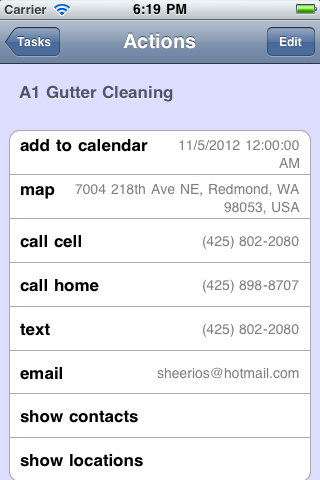 Carrier 6:19 PM
Tasks Actions Edit
A1 Gutter Cleaning
add to calendar 11/5/2012 12:00:00
AM
map 7004 218th Ave NE, Redmond, WA
98053, USA
call cell (425) 802-2080
call home (425) 898-8707
text (425) 802-2080
email sheerios@hotmail.com
show contacts
show locations